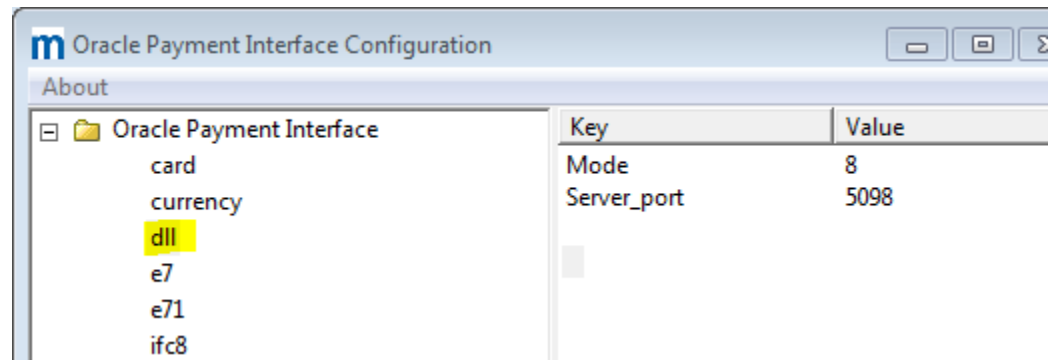 Oracle Payment Interface Configuration
About
Oracle Payment Interface
card
currency
dll
e7
e71
ifc8
Key Value
Mode 8
Server_port 5098